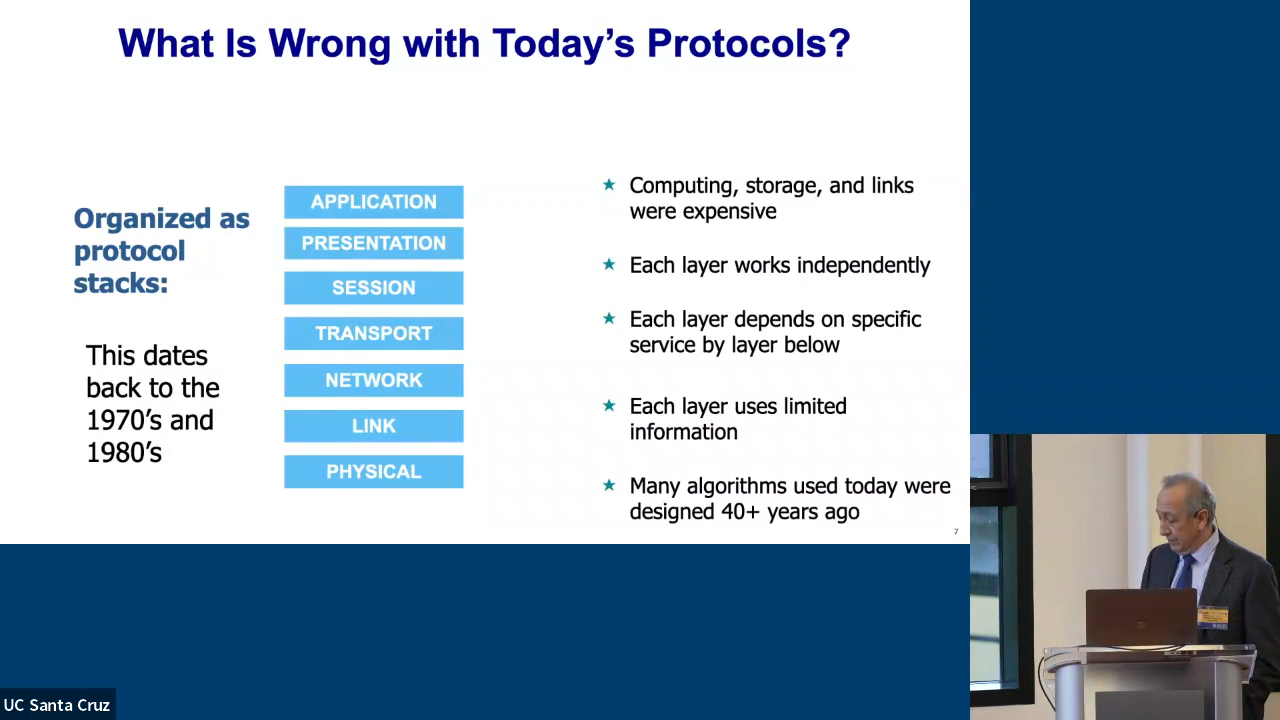 What Is Wrong with Today's Protocols?
Organized as
protocol
stacks:
This dates
back to the
1970's and
1980's
APPLICATION
PRESENTATION
SESSION
TRANSPORT
NETWORK
LINK
PHYSICAL
★ Computing, storage, and links
were expensive
★ Each layer works independently
★ Each layer depends on specific
service by layer below
★ Each layer uses limited
information
★ Many algorithms used today were
designed 40+ years ago
7
UC Santa Cruz